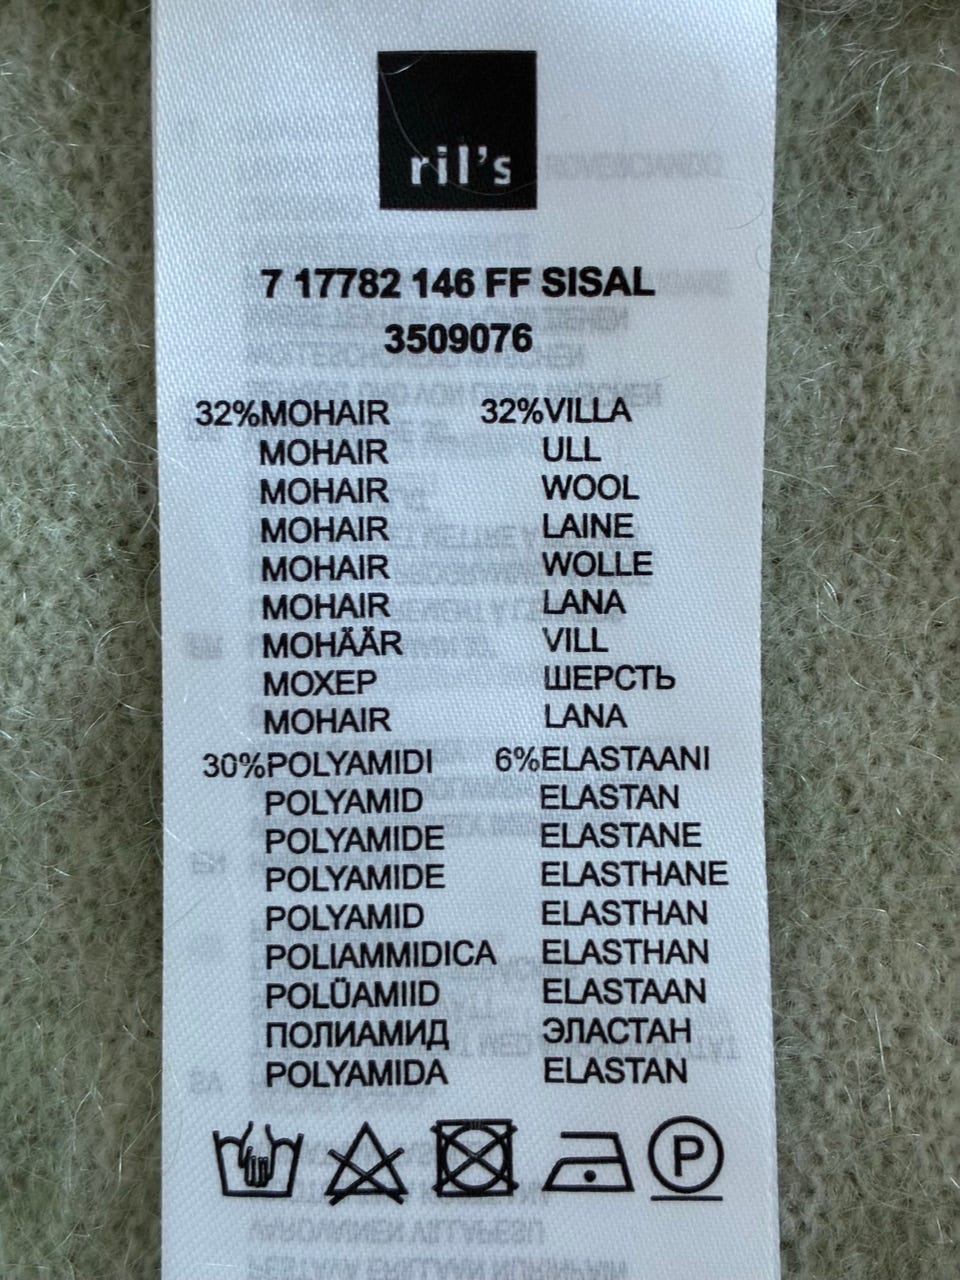 ril's
7 17782 146 FF SISAL
3509076
32%MOHAIR 32%VILLA
MOHAIR ULL
MOHAIR WOOL
MOHAIR LAINE
MOHAIR WOLLE
MOHAIR LANA
MOHÄÄR VILL
МОХЕР ШЕРСТЬ
MOHAIR LANA
30%POLYAMIDI 6%ELASTAANI
POLYAMID ELASTAN
POLYAMIDE ELASTANE
POLYAMIDE ELASTHANE
POLYAMID ELASTHAN
POLIAMMIDICA ELASTHAN
POLÜAMIID ELASTAAN
ПОЛИАМИД ЭЛАСТАН
POLYAMIDA ELASTAN
P